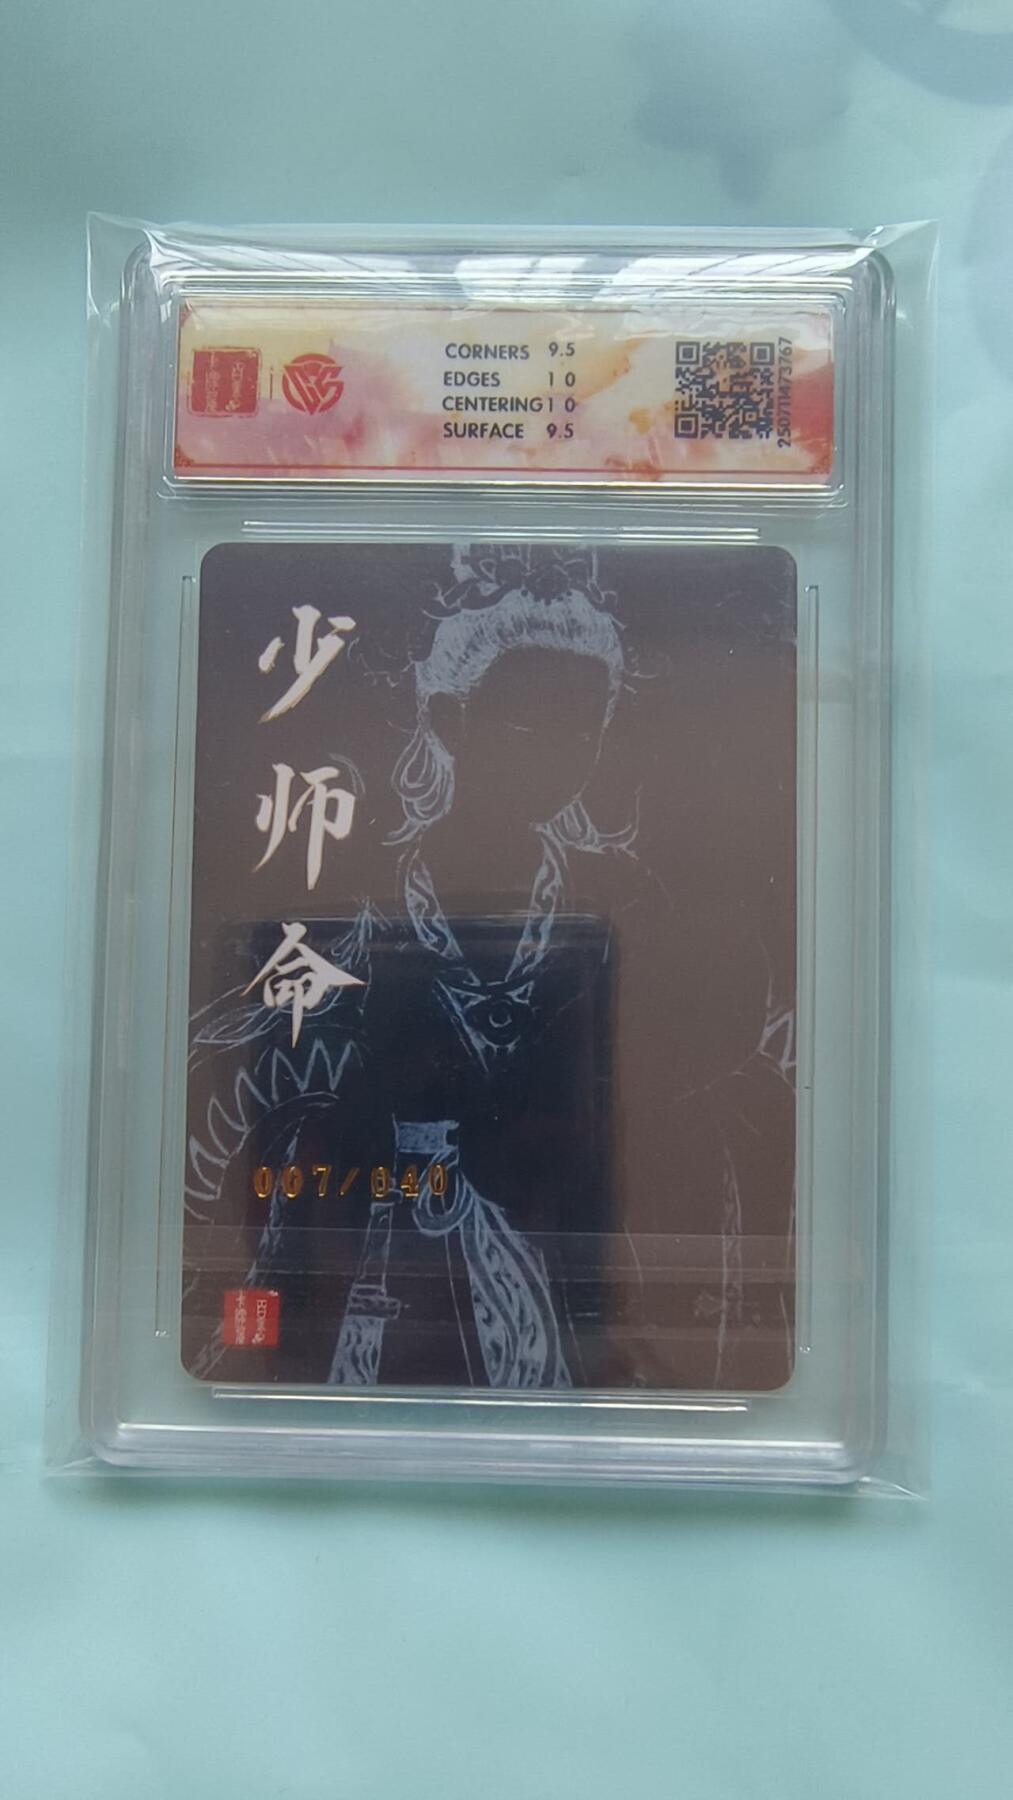 CORNERS 9.5
EDGES 10
CENTERING 10
SURFACE 9.5
250711473767
少师命
007/040